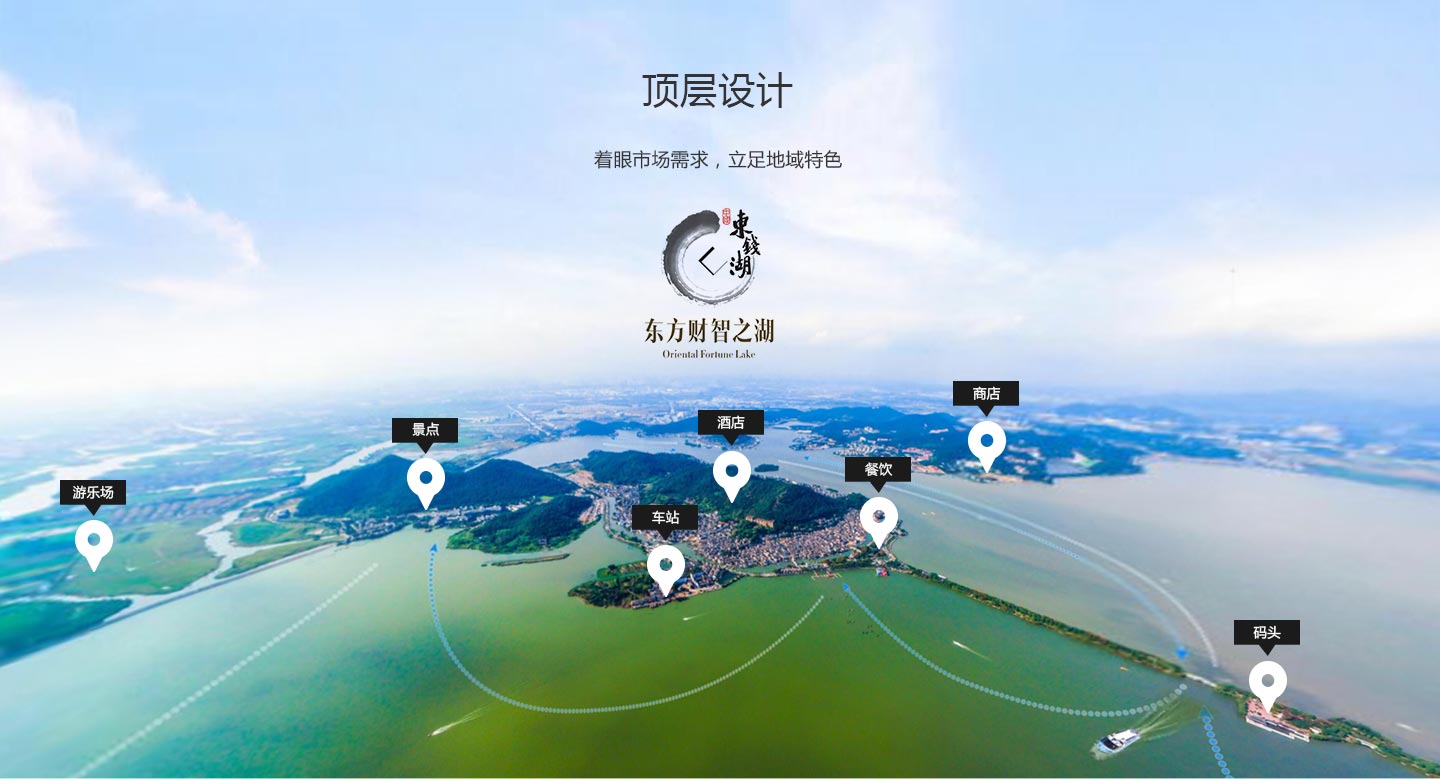 顶层设计
着眼市场需求，立足地域特色
東錢湖
东方财智之湖
Oriental Fortune Lake
商店
酒店
景点
餐饮
游乐场
车站
码头